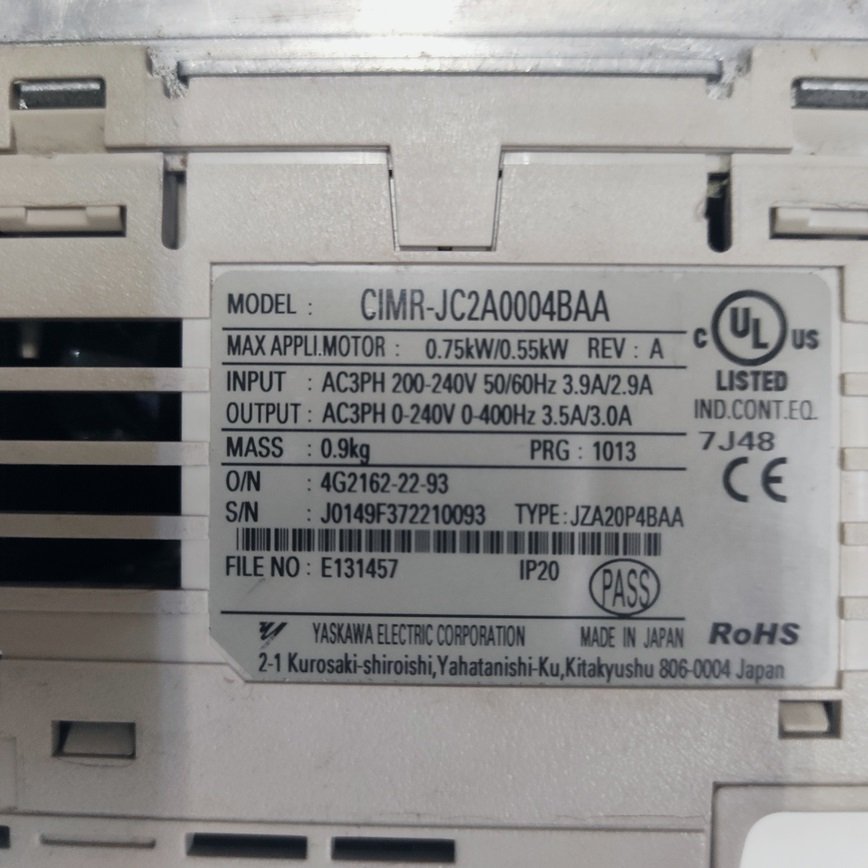 MODEL : CIMR-JC2A0004BAA
MAX APPLI.MOTOR : 0.75kW/0.55kW REV : A
INPUT : AC3PH 200-240V 50/60Hz 3.9A/2.9A
OUTPUT : AC3PH 0-240V 0-400Hz 3.5A/3.0A
MASS : 0.9kg PRG : 1013
O/N : 4G2162-22-93
S/N : J0149F372210093 TYPE : JZA20P4BAA
FILE NO : E131457 IP20 PASS
YASKAWA ELECTRIC CORPORATION MADE IN JAPAN
2-1 Kurosaki-shiroishi,Yahatanishi-Ku,Kitakyushu 806-0004 Japan
C UL US
LISTED
IND.CONT.EQ.
7J48
CE
RoHS